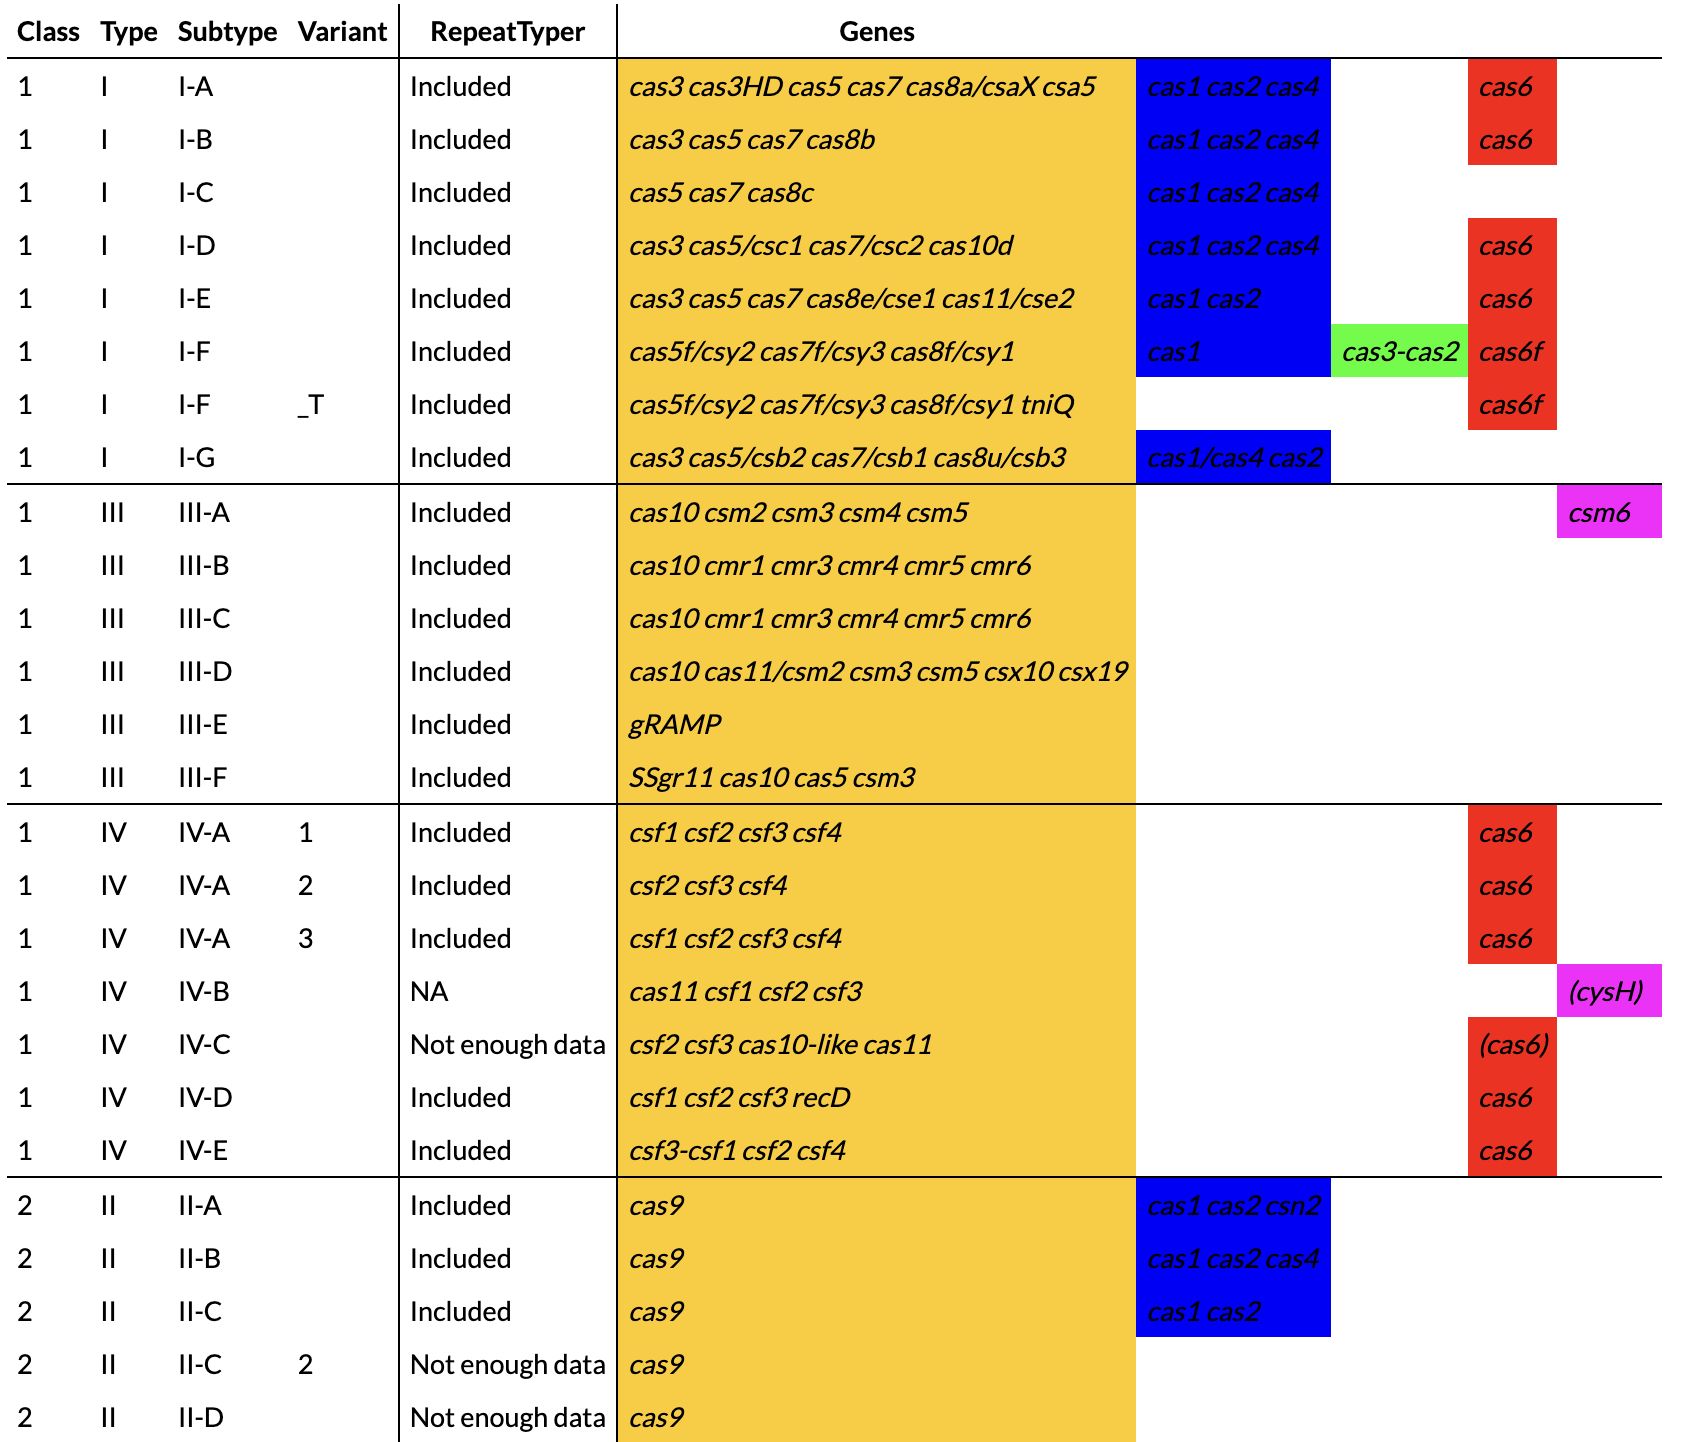 Class Type Subtype Variant RepeatTyper Genes
1 I I-A Included cas3 cas3HD cas5 cas7 cas8a/csaX csa5 cas1 cas2 cas4 cas6
1 I I-B Included cas3 cas5 cas7 cas8b cas1 cas2 cas4 cas6
1 I I-C Included cas5 cas7 cas8c cas1 cas2 cas4
1 I I-D Included cas3 cas5/csc1 cas7/csc2 cas10d cas1 cas2 cas4 cas6
1 I I-E Included cas3 cas5 cas7 cas8e/cse1 cas11/cse2 cas1 cas2 cas6
1 I I-F Included cas5f/csy2 cas7f/csy3 cas8f/csy1 cas1 cas3-cas2 cas6f
1 I I-F _T Included cas5f/csy2 cas7f/csy3 cas8f/csy1 tniQ cas6f
1 I I-G Included cas3 cas5/csb2 cas7/csb1 cas8u/csb3 cas1/cas4 cas2
1 III III-A Included cas10 csm2 csm3 csm4 csm5 csm6
1 III III-B Included cas10 cmr1 cmr3 cmr4 cmr5 cmr6
1 III III-C Included cas10 cmr1 cmr3 cmr4 cmr5 cmr6
1 III III-D Included cas10 cas11/csm2 csm3 csm5 csx10 csx19
1 III III-E Included gRAMP
1 III III-F Included SSgr11 cas10 cas5 csm3
1 IV IV-A 1 Included csf1 csf2 csf3 csf4 cas6
1 IV IV-A 2 Included csf2 csf3 csf4 cas6
1 IV IV-A 3 Included csf1 csf2 csf3 csf4 cas6
1 IV IV-B NA cas11 csf1 csf2 csf3 (cysH)
1 IV IV-C Not enough data csf2 csf3 cas10-like cas11 (cas6)
1 IV IV-D Included csf1 csf2 csf3 recD cas6
1 IV IV-E Included csf3-csf1 csf2 csf4 cas6
2 II II-A Included cas9 cas1 cas2 csn2
2 II II-B Included cas9 cas1 cas2 cas4
2 II II-C Included cas9 cas1 cas2
2 II II-C 2 Not enough data cas9
2 II II-D Not enough data cas9